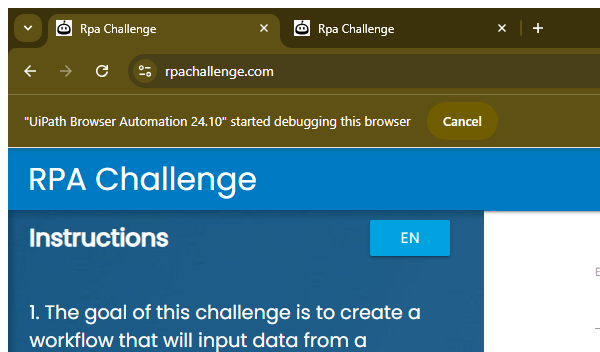 Rpa Challenge
Rpa Challenge
rpachallenge.com
"UiPath Browser Automation 24.10" started debugging this browser
Cancel
RPA Challenge
Instructions
EN
1. The goal of this challenge is to create a
workflow that will input data from a